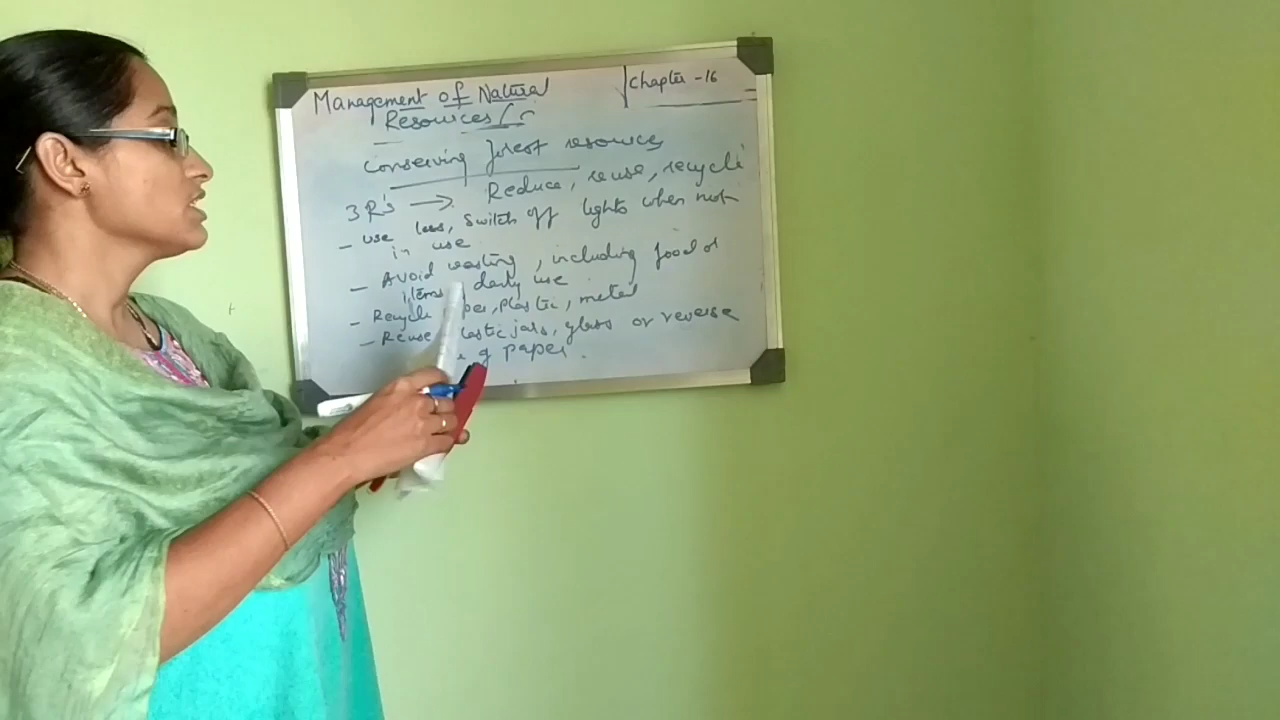 Management of Natural
Chapter - 16
Resources
Conserving forest resources
3R's → Reduce, reuse, recycle
- use less, switch off lights when not
in use
- Avoid wasting, including food or
items daily use
- Recycle plastic, metal
- Reuse plastic jars, glass or reverse
of paper.